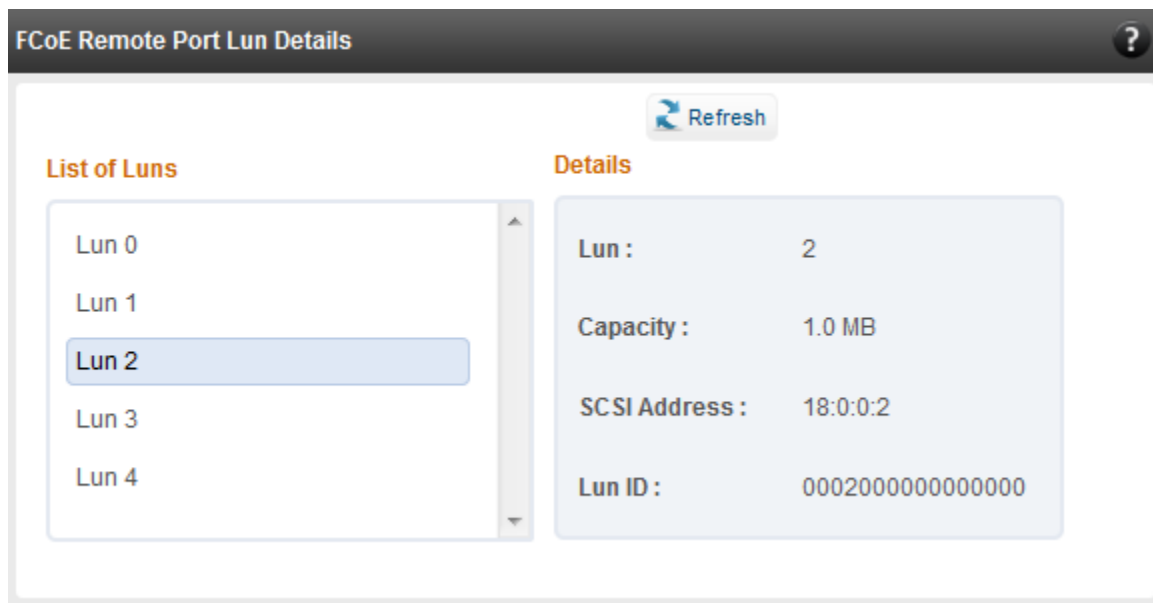 FCoE Remote Port Lun Details
?
Refresh
List of Luns
Lun 0
Lun 1
Lun 2
Lun 3
Lun 4
Details
Lun : 2
Capacity : 1.0 MB
SCSI Address : 18:0:0:2
Lun ID : 0002000000000000